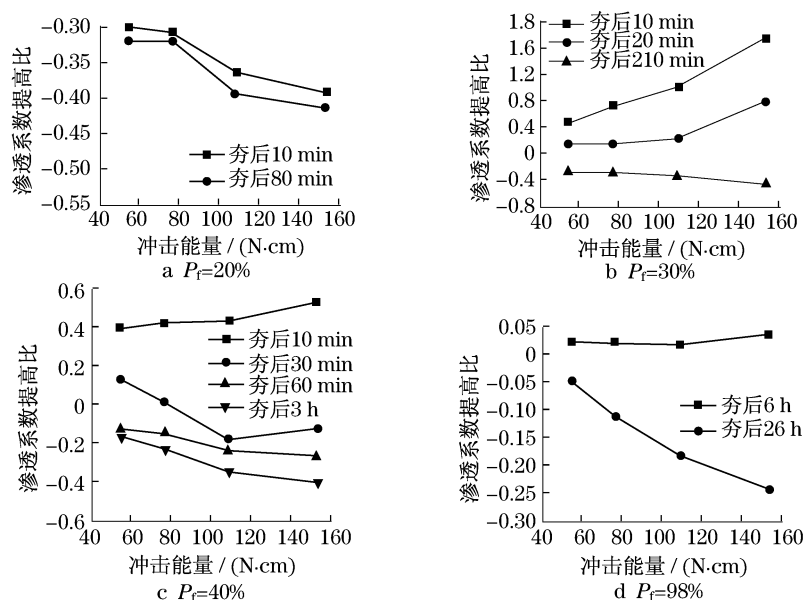 渗透系数提高比
-0.30
-0.35
-0.40
-0.45
-0.50
-0.55
夯后10 min
夯后80 min
40 60 80 100 120 140 160
冲击能量 / (N·cm)
a Pf=20%
渗透系数提高比
1.8
1.6
1.2
0.8
0.4
0
-0.4
-0.8
夯后10 min
夯后20 min
夯后210 min
40 60 80 100 120 140 160
冲击能量 / (N·cm)
b Pf=30%
渗透系数提高比
0.6
0.4
0.2
0
-0.2
-0.4
-0.6
夯后10 min
夯后30 min
夯后60 min
夯后3 h
40 60 80 100 120 140 160
冲击能量 / (N·cm)
c Pf=40%
渗透系数提高比
0.05
0
-0.05
-0.10
-0.15
-0.20
-0.25
-0.30
夯后6 h
夯后26 h
40 60 80 100 120 140 160
冲击能量 / (N·cm)
d Pf=98%